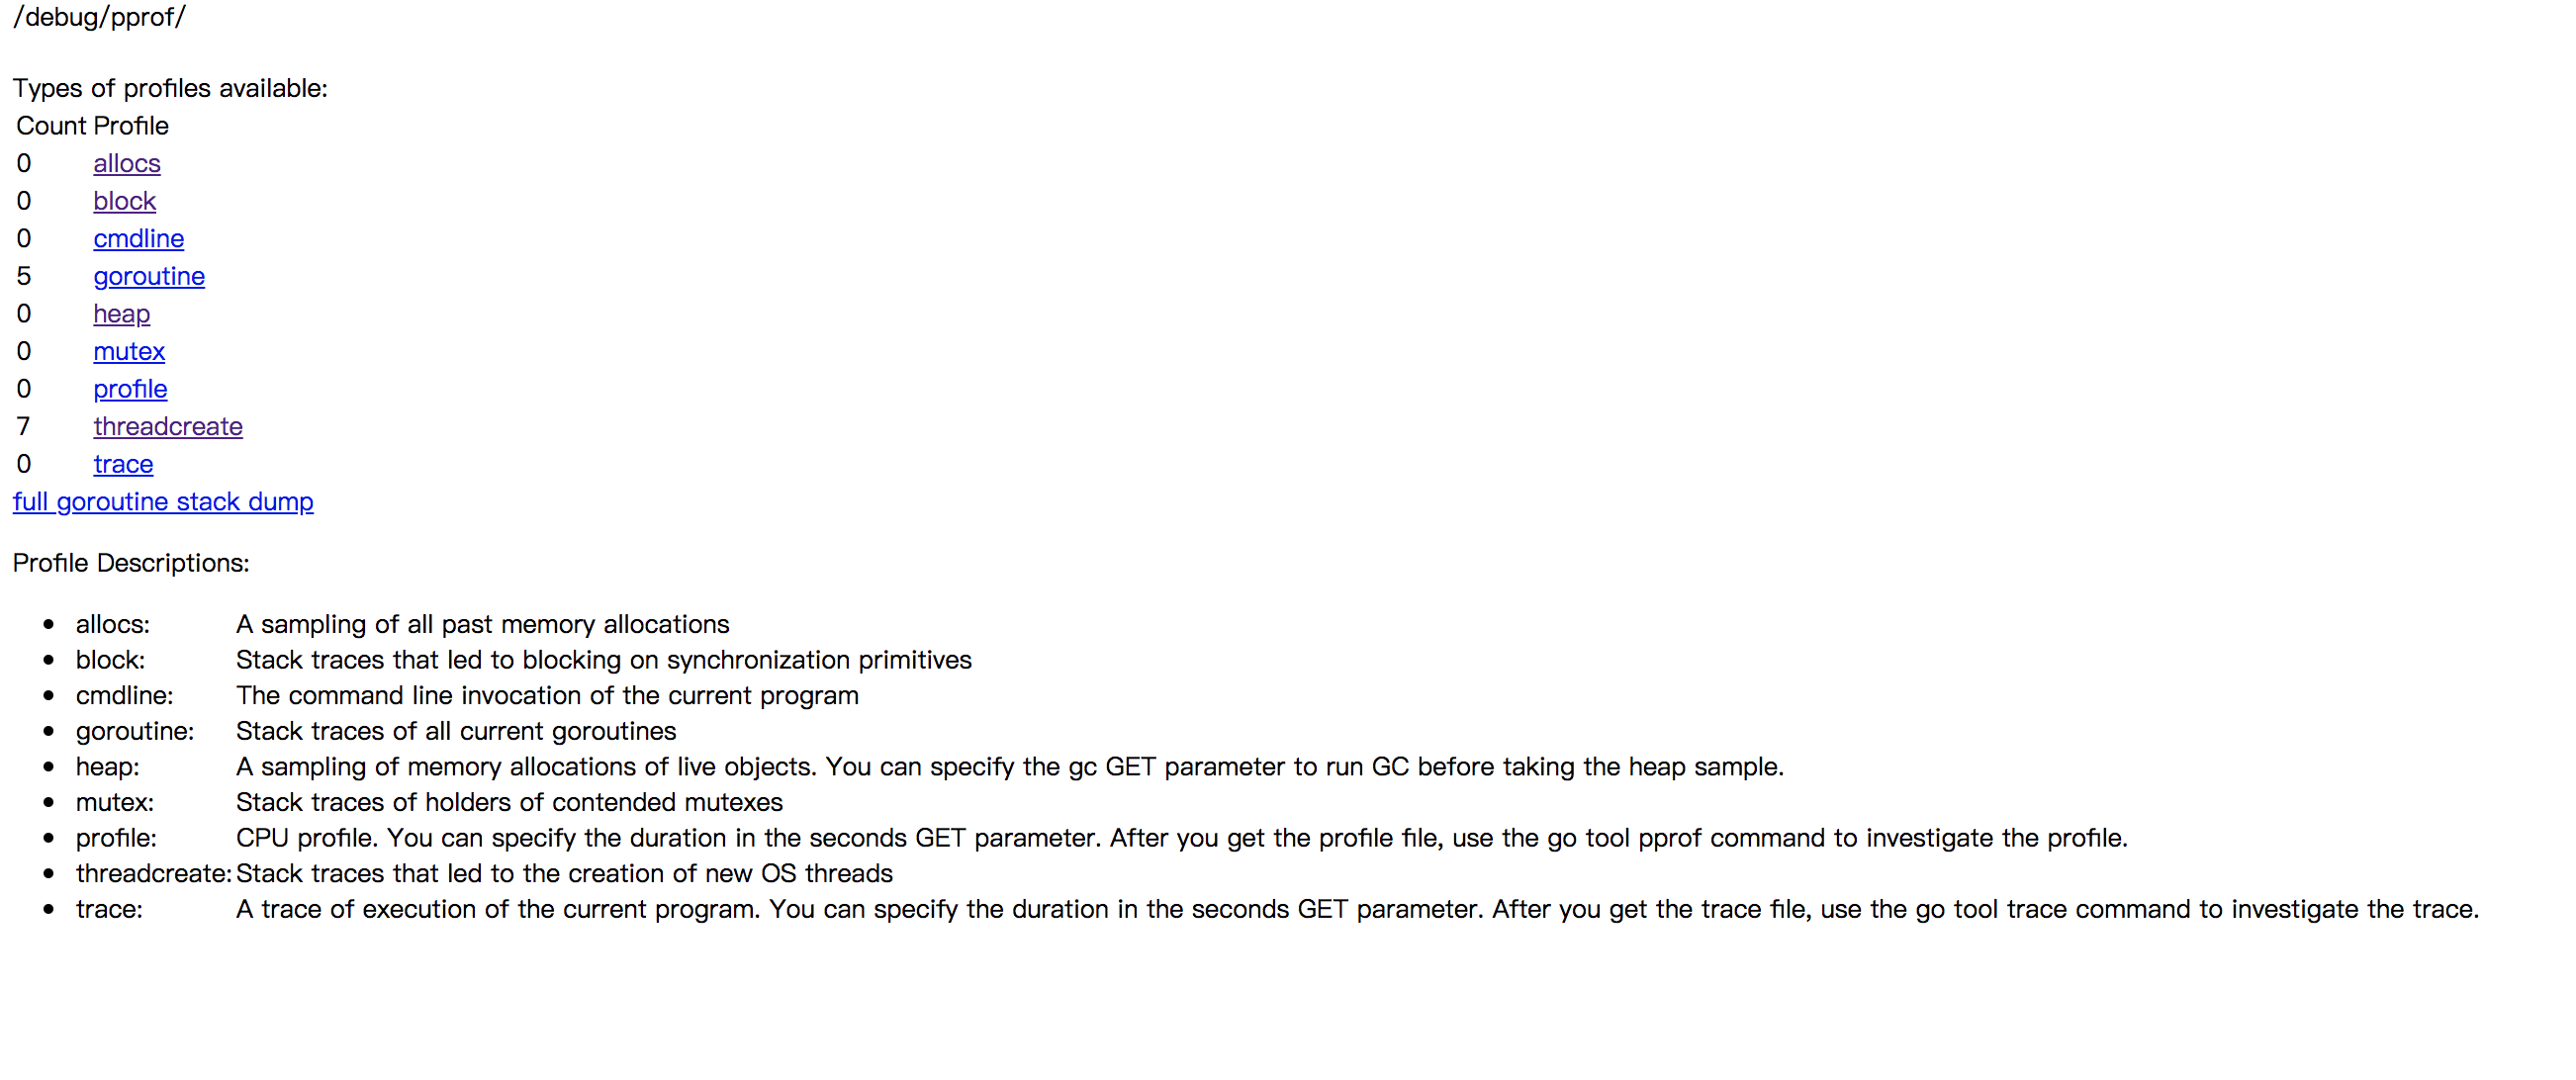 /debug/pprof/
Types of profiles available:
Count Profile
0 allocs
0 block
0 cmdline
5 goroutine
0 heap
0 mutex
0 profile
7 threadcreate
0 trace
full goroutine stack dump
Profile Descriptions:
• allocs: A sampling of all past memory allocations
• block: Stack traces that led to blocking on synchronization primitives
• cmdline: The command line invocation of the current program
• goroutine: Stack traces of all current goroutines
• heap: A sampling of memory allocations of live objects. You can specify the gc GET parameter to run GC before taking the heap sample.
• mutex: Stack traces of holders of contended mutexes
• profile: CPU profile. You can specify the duration in the seconds GET parameter. After you get the profile file, use the go tool pprof command to investigate the profile.
• threadcreate: Stack traces that led to the creation of new OS threads
• trace: A trace of execution of the current program. You can specify the duration in the seconds GET parameter. After you get the trace file, use the go tool trace command to investigate the trace.